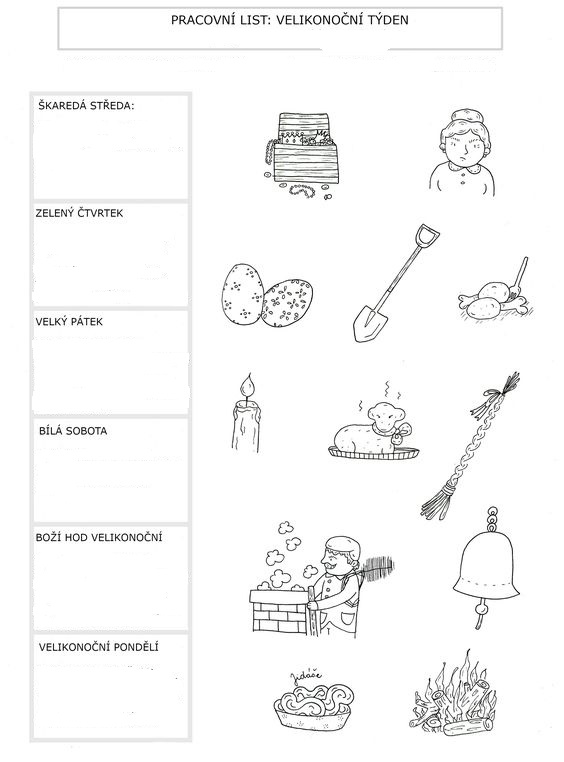 PRACOVNÍ LIST: VELIKONOČNÍ TÝDEN
ŠKAREDÁ STŘEDA:
ZELENÝ ČTVRTEK
VELKÝ PÁTEK
BÍLÁ SOBOTA
BOŽÍ HOD VELIKONOČNÍ
VELIKONOČNÍ PONDĚLÍ
jidáše